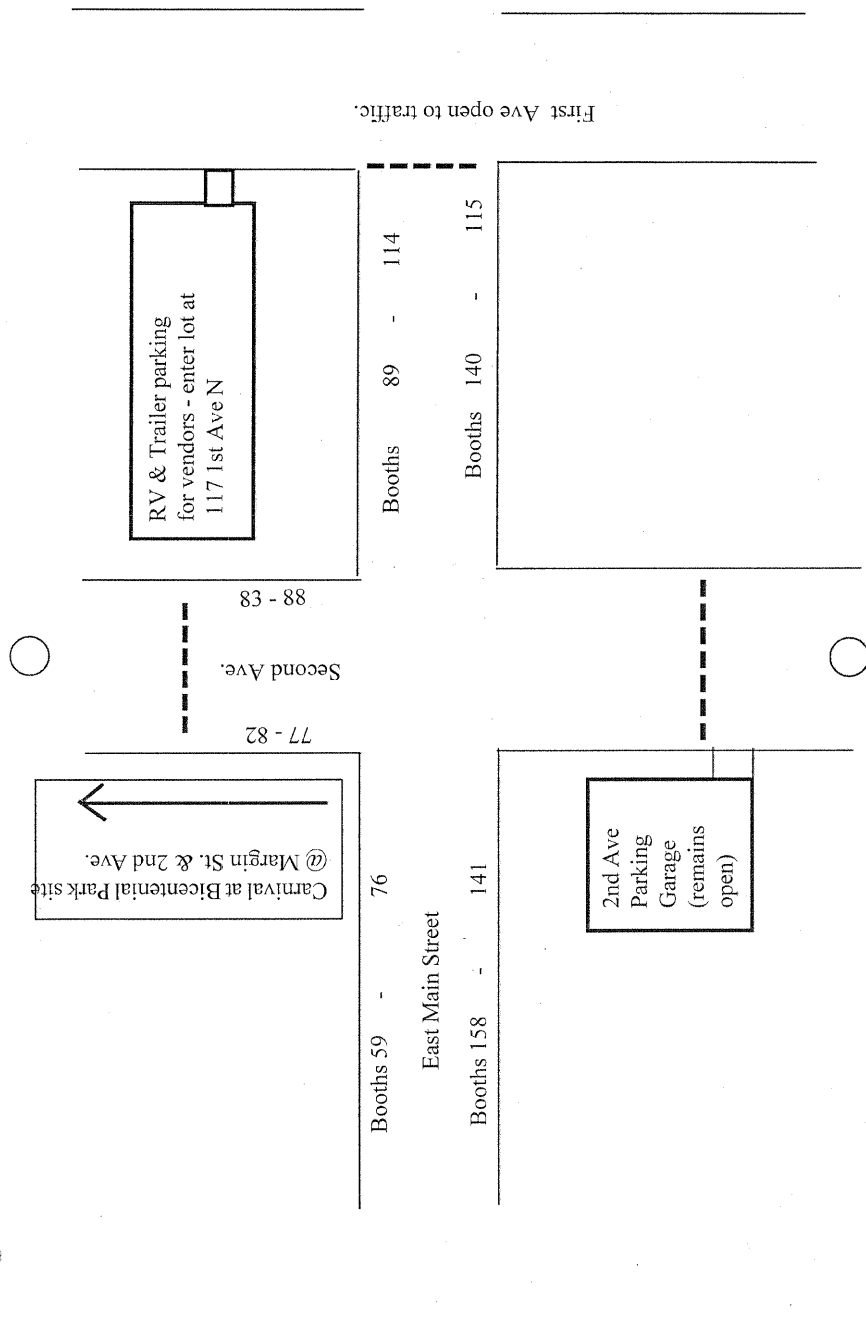 Carnival at Bicentenial Park site
@ Margin St. & 2nd Ave.
77 - 82
Second Ave.
83 - 88
RV & Trailer parking
for vendors - enter lot at
117 1st Ave N
First Ave open to traffic.
Booths 59 - 76
Booths 89 - 114
East Main Street
Booths 158 - 141
Booths 140 - 115
2nd Ave
Parking
Garage
(remains
open)